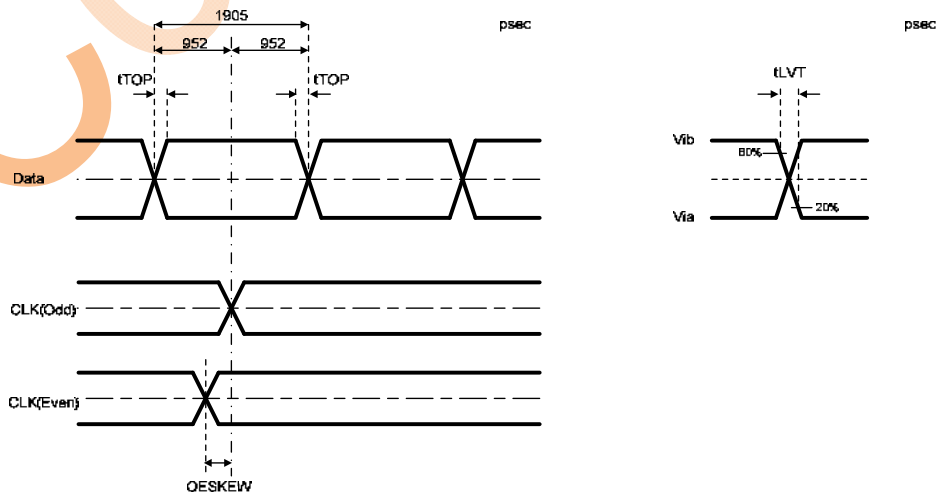 1905
psec
psec
952
952
tTOP
tTOP
tLVT
Vib
80%
Data
Via
20%
CLK(Odd)
CLK(Even)
OESKEW